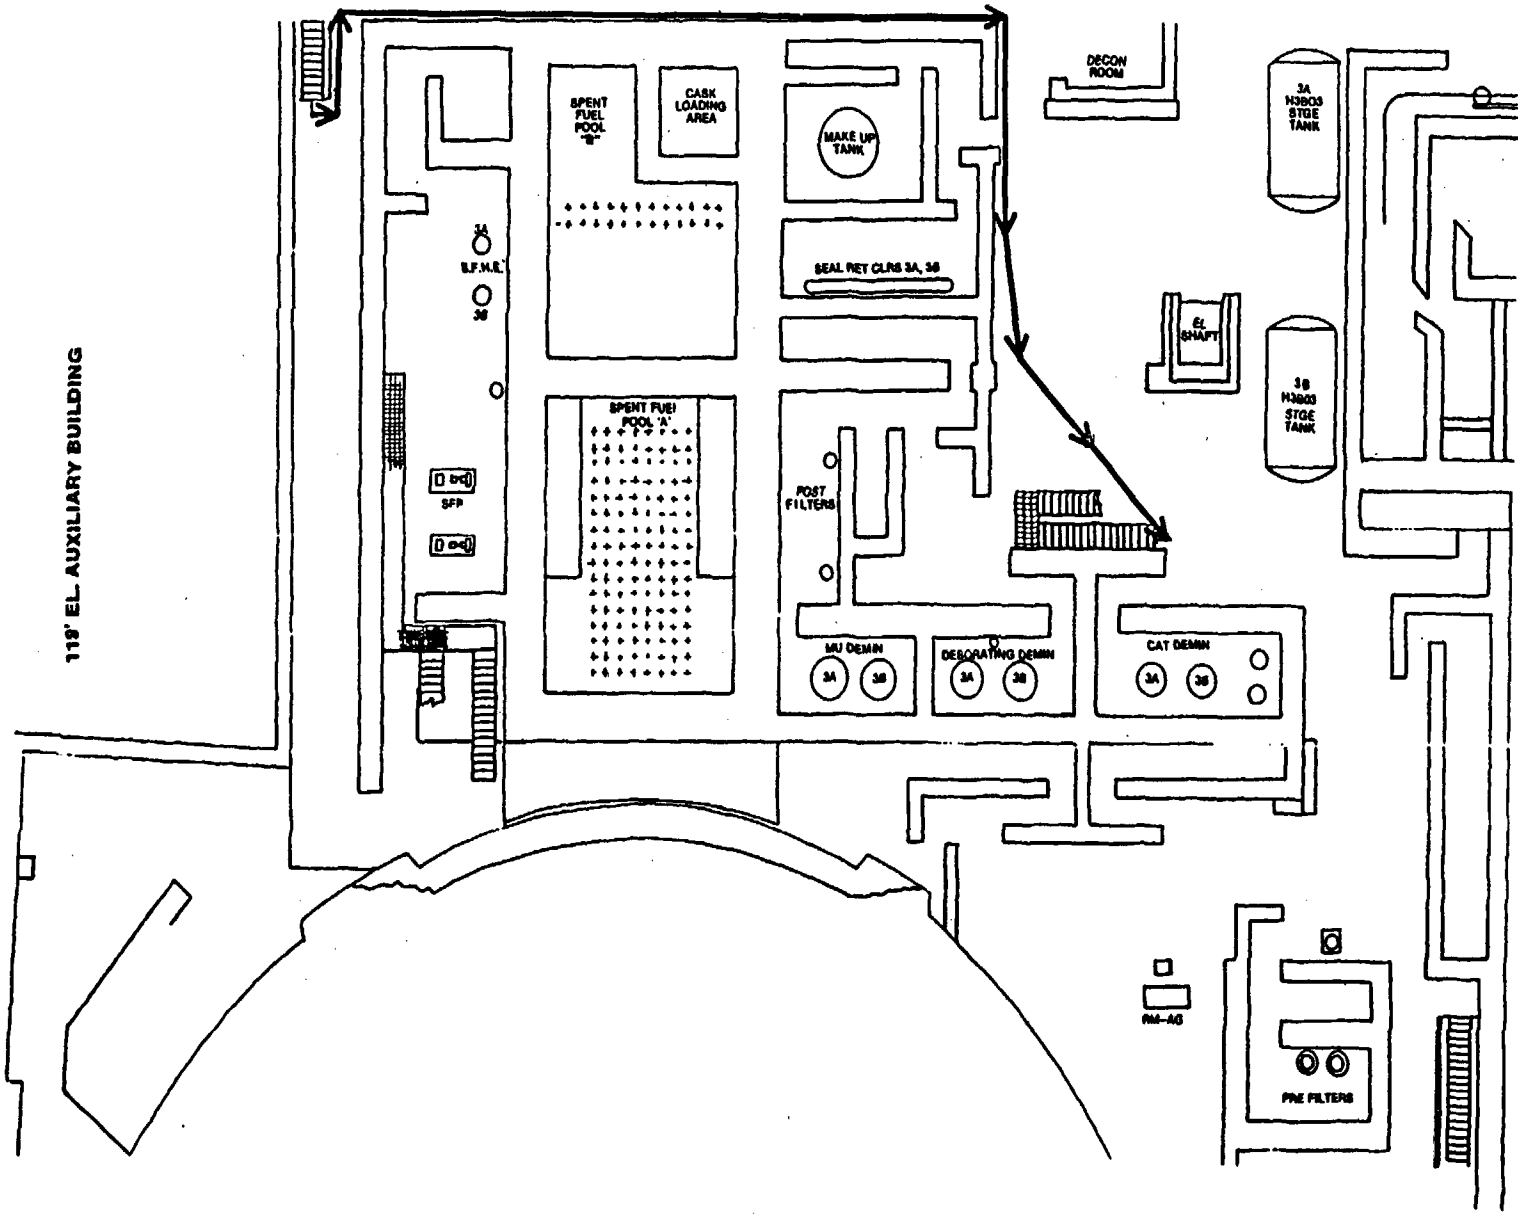 119' EL. AUXILIARY BUILDING
SPENT
FUEL
POOL
"B"
CASK
LOADING
AREA
MAKE UP
TANK
DECON
ROOM
3A
H3BO3
STGE
TANK
3A
S.F.H.E.
3B
SEAL RET CLRS 3A, 3B
EL
SHAFT
3B
H3BO3
STGE
TANK
SPENT FUEL
POOL 'A'
SFP
POST
FILTERS
MU DEMIN
3A
3B
DEBORATING DEMIN
3A
3B
CAT DEMIN
3A
3B
RM-AG
PRE FILTERS